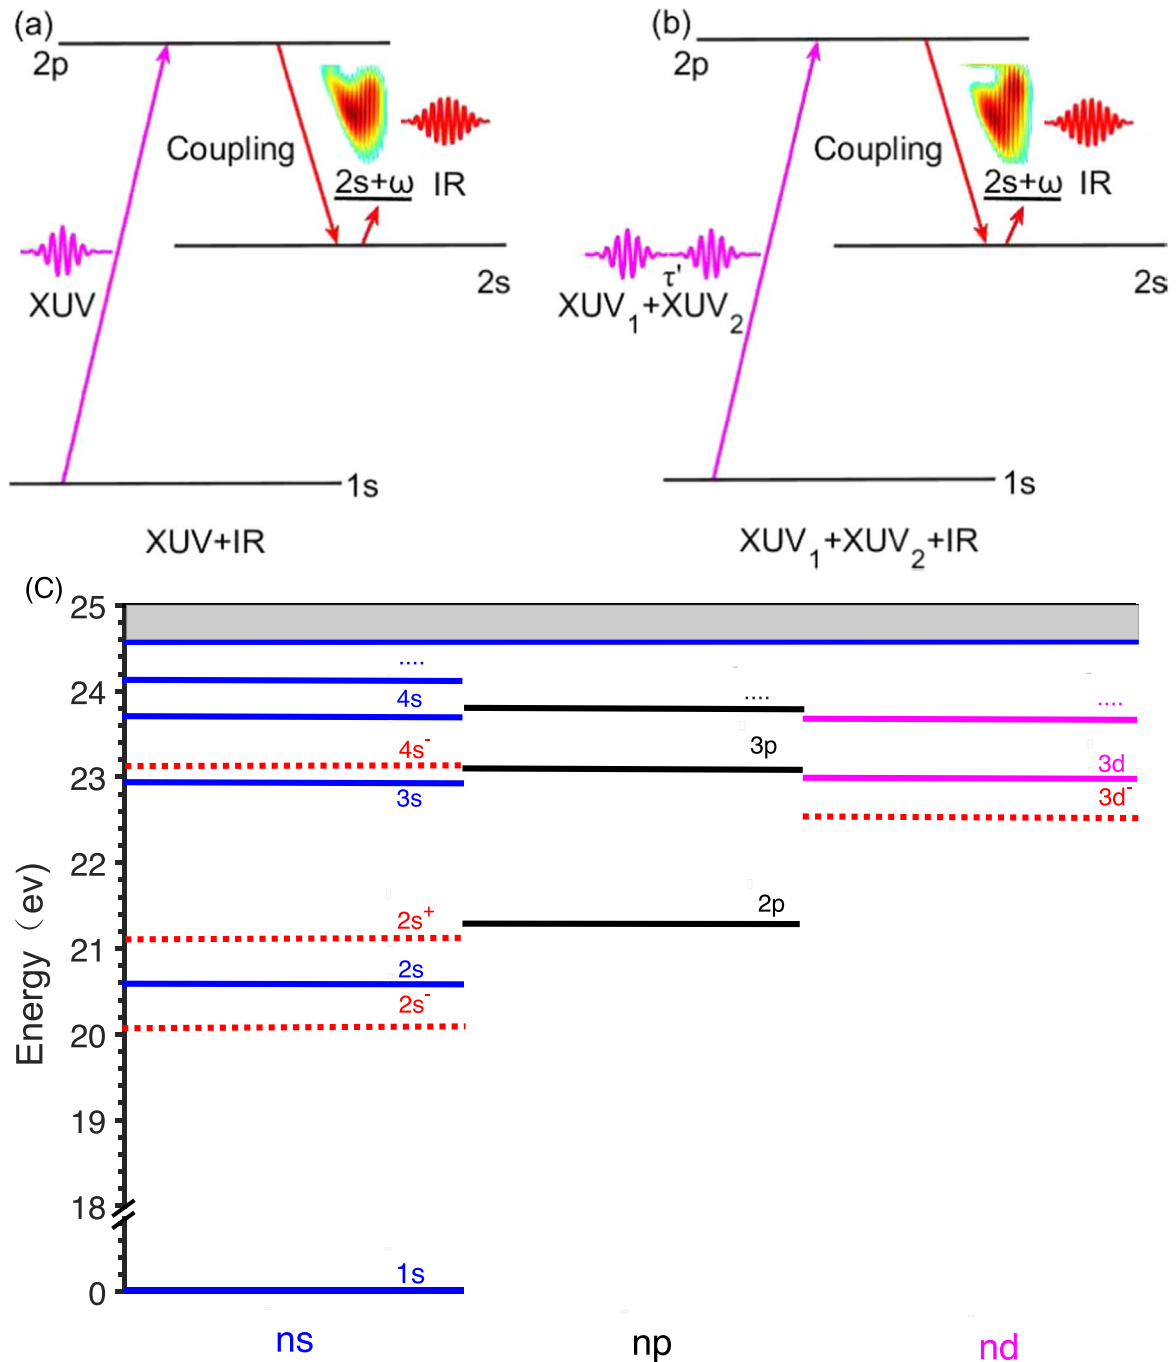 (a)
2p
Coupling
2s+ω IR
XUV
2s
1s
XUV+IR
(b)
2p
Coupling
2s+ω IR
τ'
XUV1+XUV2
2s
1s
XUV1+XUV2+IR
(C)
25
24
23
22
21
20
19
18
0
Energy (ev)
....
4s
4s-
3s
2s+
2s
2s-
1s
....
3p
2p
....
3d
3d-
ns
np
nd